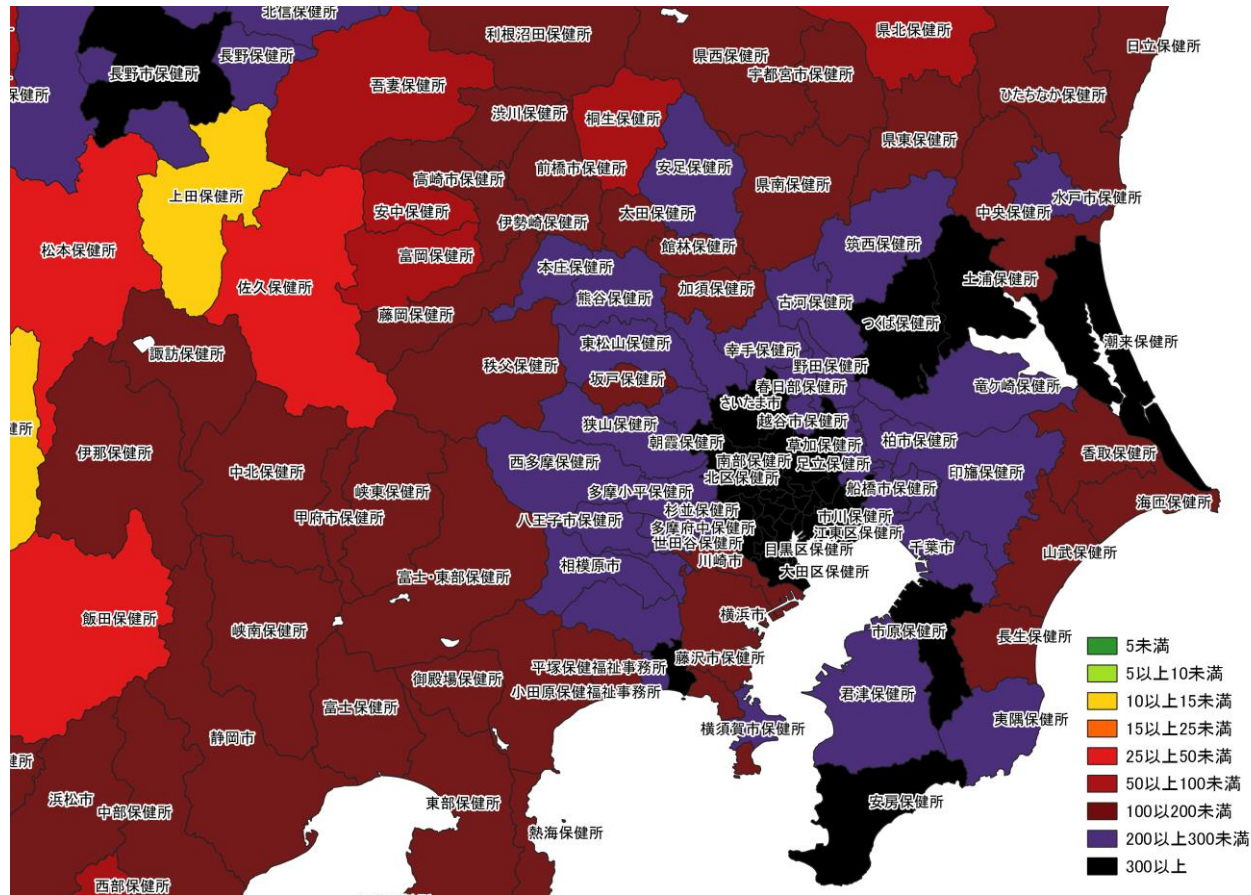 北信保健所
長野保健所
長野市保健所
保健所
利根沼田保健所
県西保健所
宇都宮市保健所
県北保健所
日立保健所
吾妻保健所
ひたちなか保健所
渋川保健所
桐生保健所
県東保健所
前橋市保健所
安足保健所
高崎市保健所
県南保健所
上田保健所
水戸市保健所
安中保健所
太田保健所
中央保健所
伊勢崎保健所
松本保健所
館林保健所
筑西保健所
富岡保健所
本庄保健所
土浦保健所
佐久保健所
加須保健所
熊谷保健所
古河保健所
藤岡保健所
つくば保健所
潮来保健所
東松山保健所
幸手保健所
諏訪保健所
秩父保健所
野田保健所
坂戸保健所
春日部保健所
竜ケ崎保健所
さいたま市
越谷市保健所
狭山保健所
健所
朝霞保健所
草加保健所
柏市保健所
伊那保健所
香取保健所
西多摩保健所
南部保健所
足立保健所
中北保健所
峡東保健所
北区保健所
印旛保健所
多摩小平保健所
船橋市保健所
海匝保健所
杉並保健所
甲府市保健所
八王子市保健所
市川保健所
多摩府中保健所
江東区保健所
世田谷保健所
目黒区保健所
千葉市
山武保健所
川崎市
相模原市
大田区保健所
富士・東部保健所
横浜市
飯田保健所
峡南保健所
市原保健所
長生保健所
藤沢市保健所
平塚保健福祉事務所
御殿場保健所
小田原保健福祉事務所
君津保健所
富士保健所
夷隅保健所
横須賀市保健所
静岡市
健所
浜松市
中部保健所
東部保健所
安房保健所
熱海保健所
西部保健所
5未満
5以上10未満
10以上15未満
15以上25未満
25以上50未満
50以上100未満
100以200未満
200以上300未満
300以上